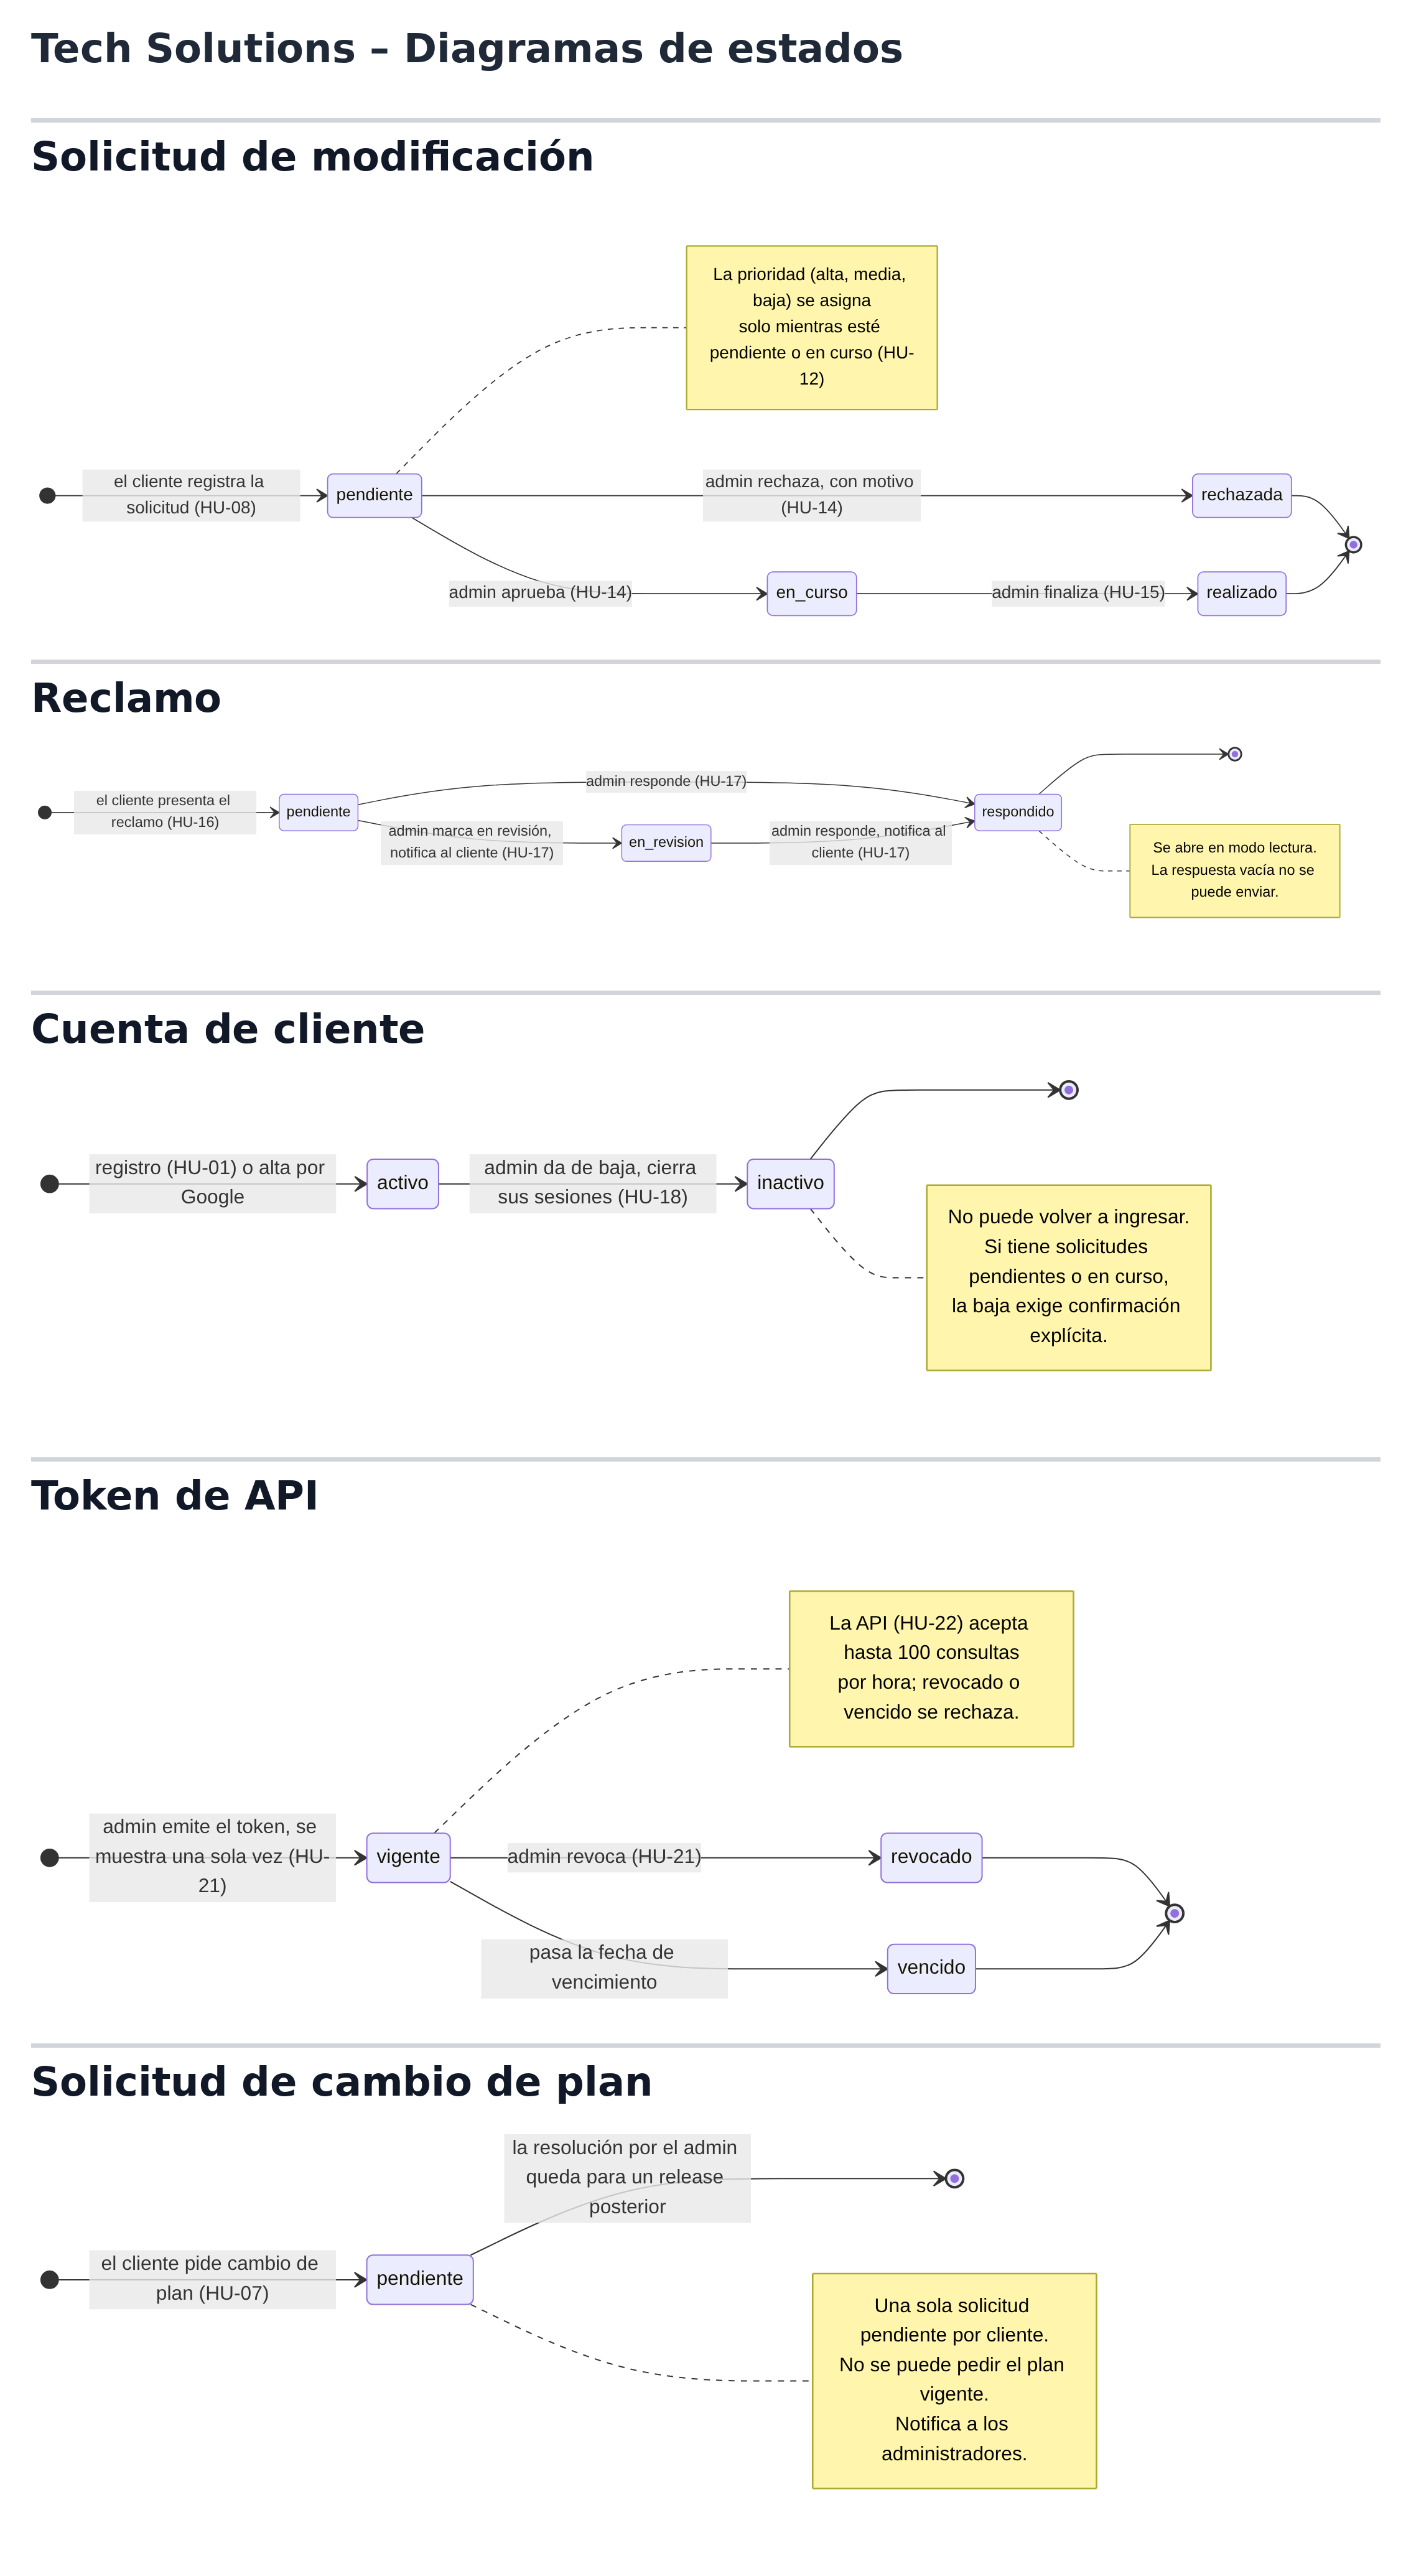 Tech Solutions – Diagramas de estados
Solicitud de modificación
La prioridad (alta, media,
baja) se asigna
solo mientras esté
pendiente o en curso (HU-
12)
el cliente registra la
solicitud (HU-08)
pendiente
admin rechaza, con motivo
(HU-14)
rechazada
admin aprueba (HU-14)
en_curso
admin finaliza (HU-15)
realizado
Reclamo
admin responde (HU-17)
el cliente presenta el
reclamo (HU-16)
pendiente
respondido
admin marca en revisión,
notifica al cliente (HU-17)
en_revision
admin responde, notifica al
cliente (HU-17)
Se abre en modo lectura.
La respuesta vacía no se
puede enviar.
Cuenta de cliente
registro (HU-01) o alta por
Google
activo
admin da de baja, cierra
sus sesiones (HU-18)
inactivo
No puede volver a ingresar.
Si tiene solicitudes
pendientes o en curso,
la baja exige confirmación
explícita.
Token de API
La API (HU-22) acepta
hasta 100 consultas
por hora; revocado o
vencido se rechaza.
admin emite el token, se
muestra una sola vez (HU-
21)
vigente
admin revoca (HU-21)
revocado
pasa la fecha de
vencimiento
vencido
Solicitud de cambio de plan
la resolución por el admin
queda para un release
posterior
el cliente pide cambio de
plan (HU-07)
pendiente
Una sola solicitud
pendiente por cliente.
No se puede pedir el plan
vigente.
Notifica a los
administradores.